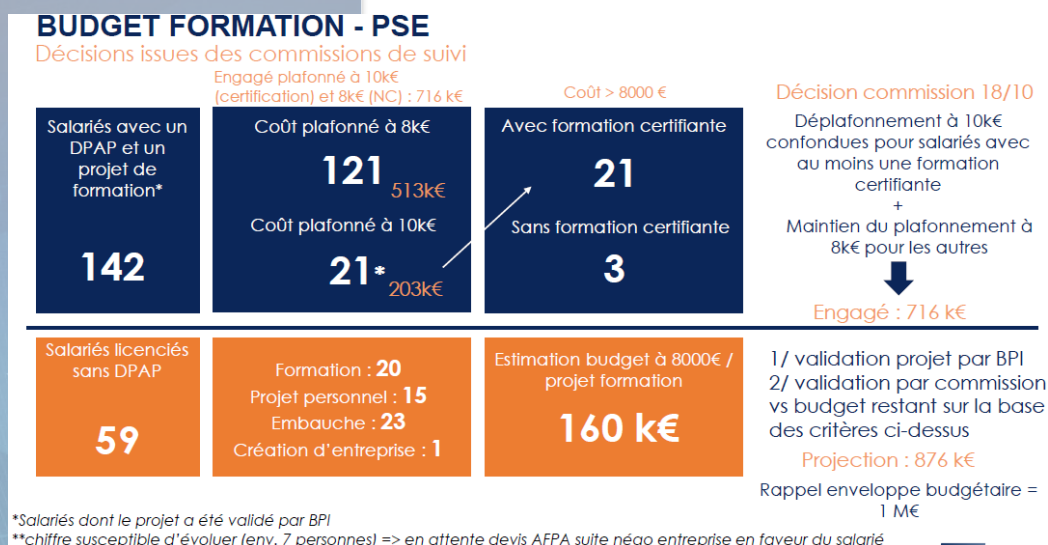 BUDGET FORMATION - PSE
Décisions issues des commissions de suivi
Engagé plafonné à 10k€
(certification) et 8k€ (NC) : 716 k€
Coût > 8000 €
Salariés avec un
DPAP et un
projet de
formation*
142
Coût plafonné à 8k€
121
513k€
Coût plafonné à 10k€
21*
203k€
Avec formation certifiante
21
Sans formation certifiante
3
Décision commission 18/10
Déplafonnement à 10k€
confondues pour salariés avec
au moins une formation
certifiante
+
Maintien du plafonnement à
8k€ pour les autres
Engagé : 716 k€
Salariés licenciés
sans DPAP
59
Formation : 20
Projet personnel : 15
Embauche : 23
Création d'entreprise : 1
Estimation budget à 8000€ /
projet formation
160 k€
1/ validation projet par BPI
2/ validation par commission
vs budget restant sur la base
des critères ci-dessus
Projection : 876 k€
Rappel enveloppe budgétaire =
1 M€
*Salariés dont le projet a été validé par BPI
**chiffre susceptible d'évoluer (env. 7 personnes) => en attente devis AFPA suite négo entreprise en faveur du salarié